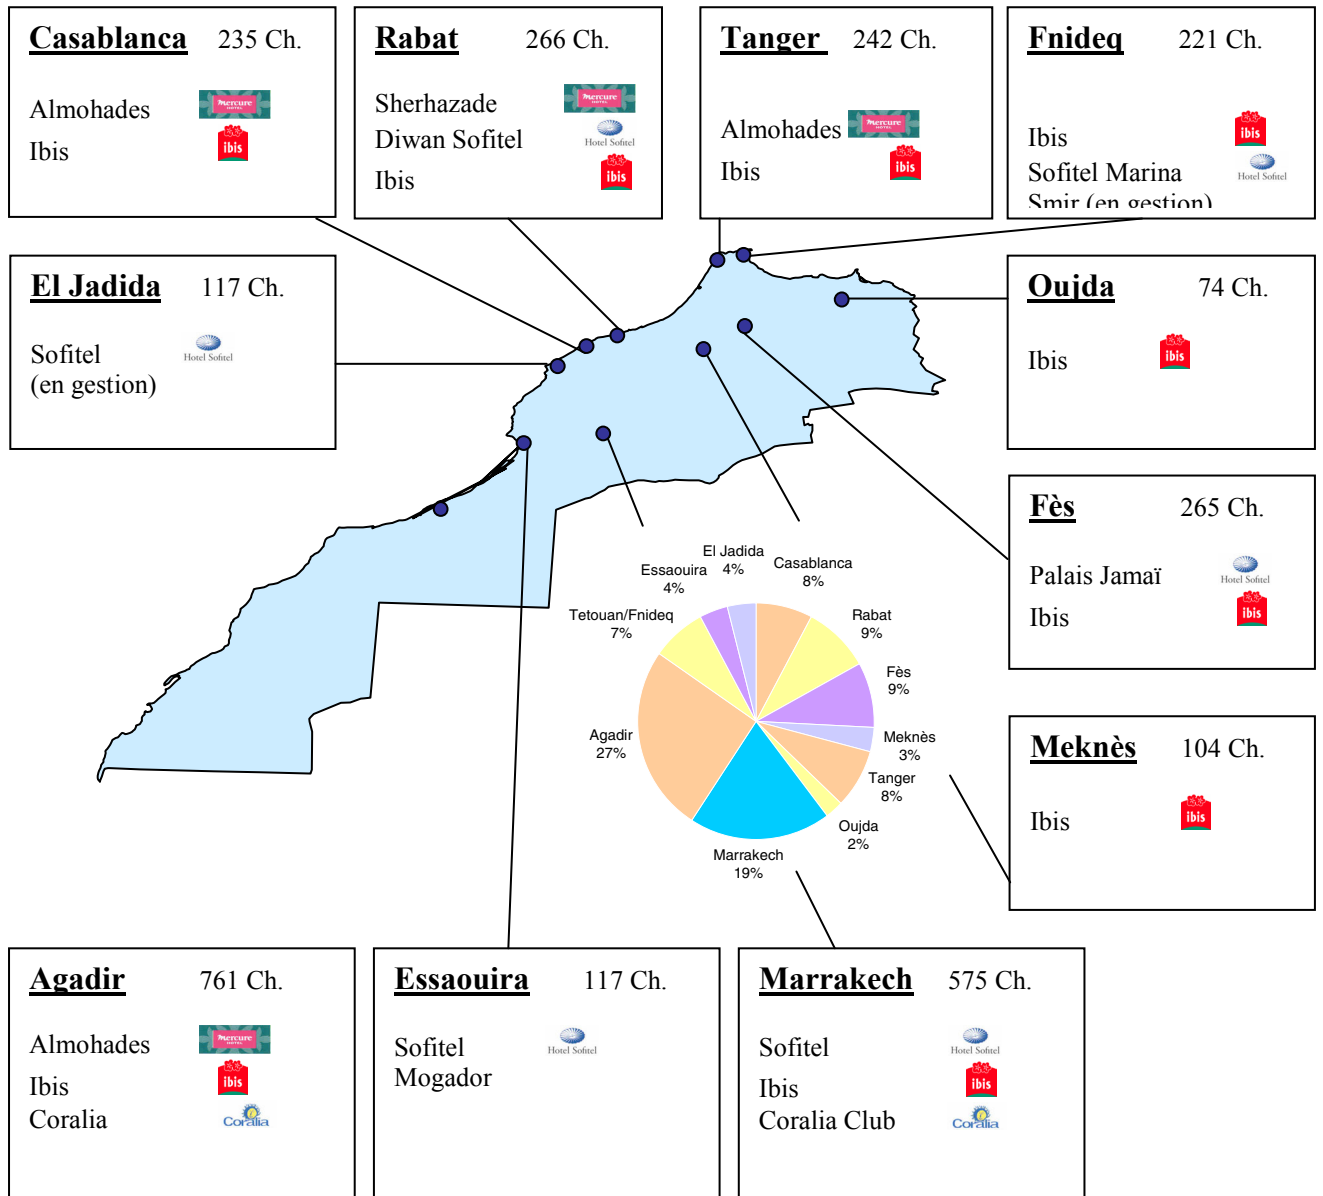 Casablanca 235 Ch.
Almohades Mercure HOTEL
Ibis ibis
Rabat 266 Ch.
Sherhazade Mercure HOTEL
Diwan Sofitel Hotel Sofitel
Ibis ibis
Tanger 242 Ch.
Almohades Mercure HOTEL
Ibis ibis
Fnideq 221 Ch.
Ibis ibis
Sofitel Marina Hotel Sofitel
Smir (en gestion)
El Jadida 117 Ch.
Sofitel Hotel Sofitel
(en gestion)
Oujda 74 Ch.
Ibis ibis
Fès 265 Ch.
Palais Jamaï Hotel Sofitel
Ibis ibis
El Jadida
4%
Casablanca
8%
Essaouira
4%
Tetouan/Fnideq
7%
Rabat
9%
Fès
9%
Agadir
27%
Meknès
3%
Tanger
8%
Oujda
2%
Marrakech
19%
Meknès 104 Ch.
Ibis ibis
Agadir 761 Ch.
Almohades Mercure HOTEL
Ibis ibis
Coralia Coralia
Essaouira 117 Ch.
Sofitel Hotel Sofitel
Mogador
Marrakech 575 Ch.
Sofitel Hotel Sofitel
Ibis ibis
Coralia Club Coralia